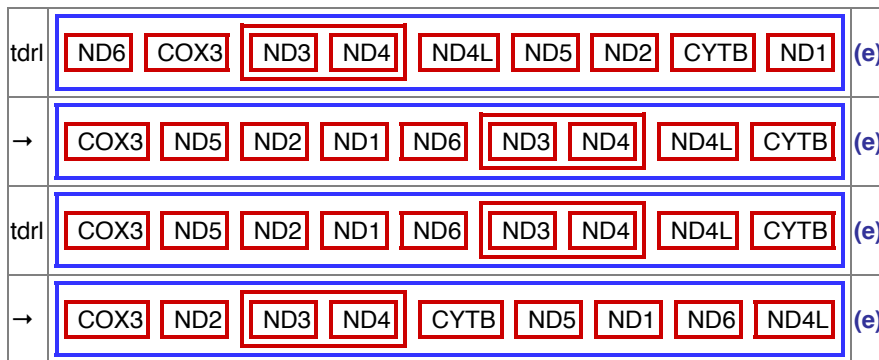 tdrl ND6 COX3 ND3 ND4 ND4L ND5 ND2 CYTB ND1 (e)
→ COX3 ND5 ND2 ND1 ND6 ND3 ND4 ND4L CYTB (e)
tdrl COX3 ND5 ND2 ND1 ND6 ND3 ND4 ND4L CYTB (e)
→ COX3 ND2 ND3 ND4 CYTB ND5 ND1 ND6 ND4L (e)